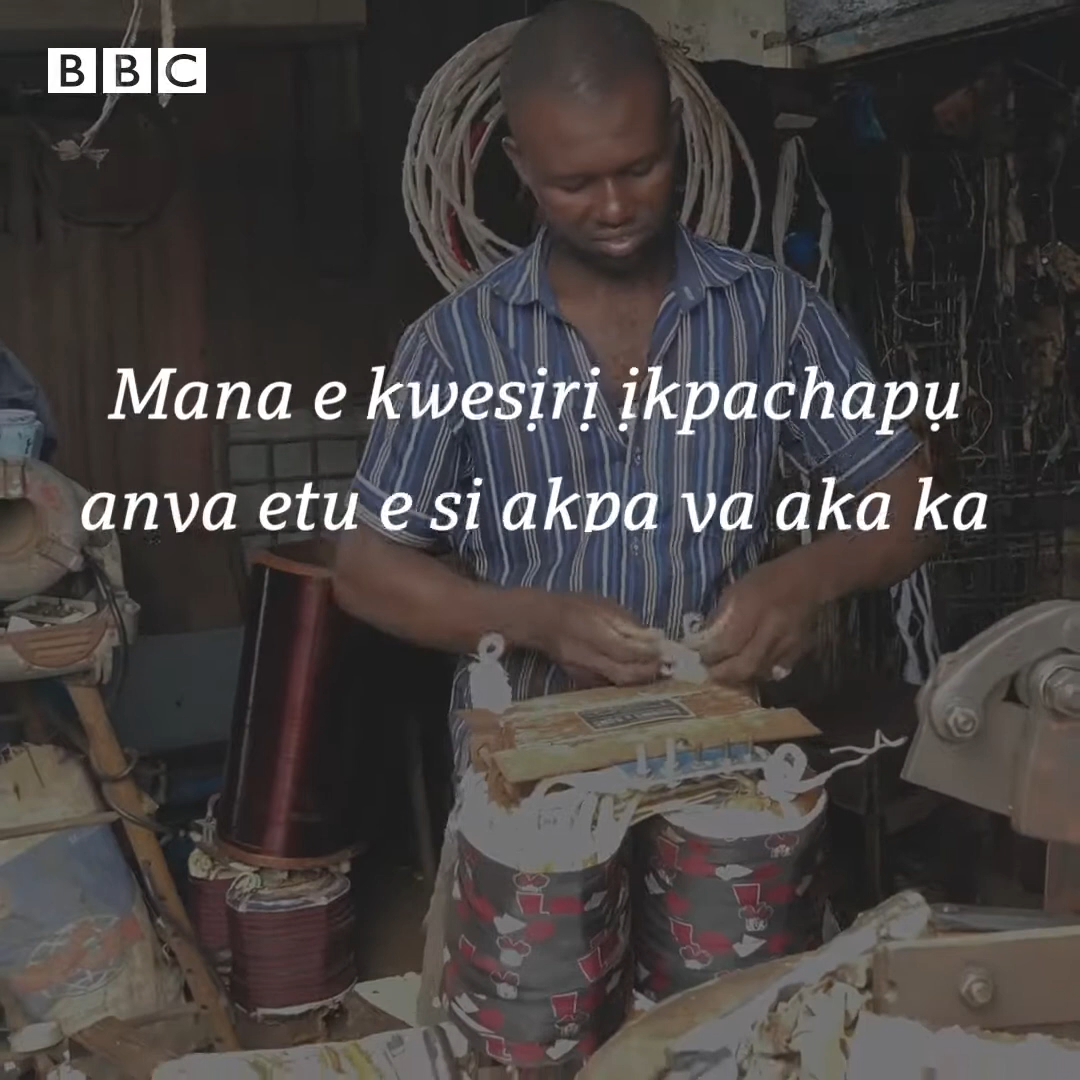 BBC
Mana e kwesịrị ịkpachapụ
anya etu e si akpa ya aka ka